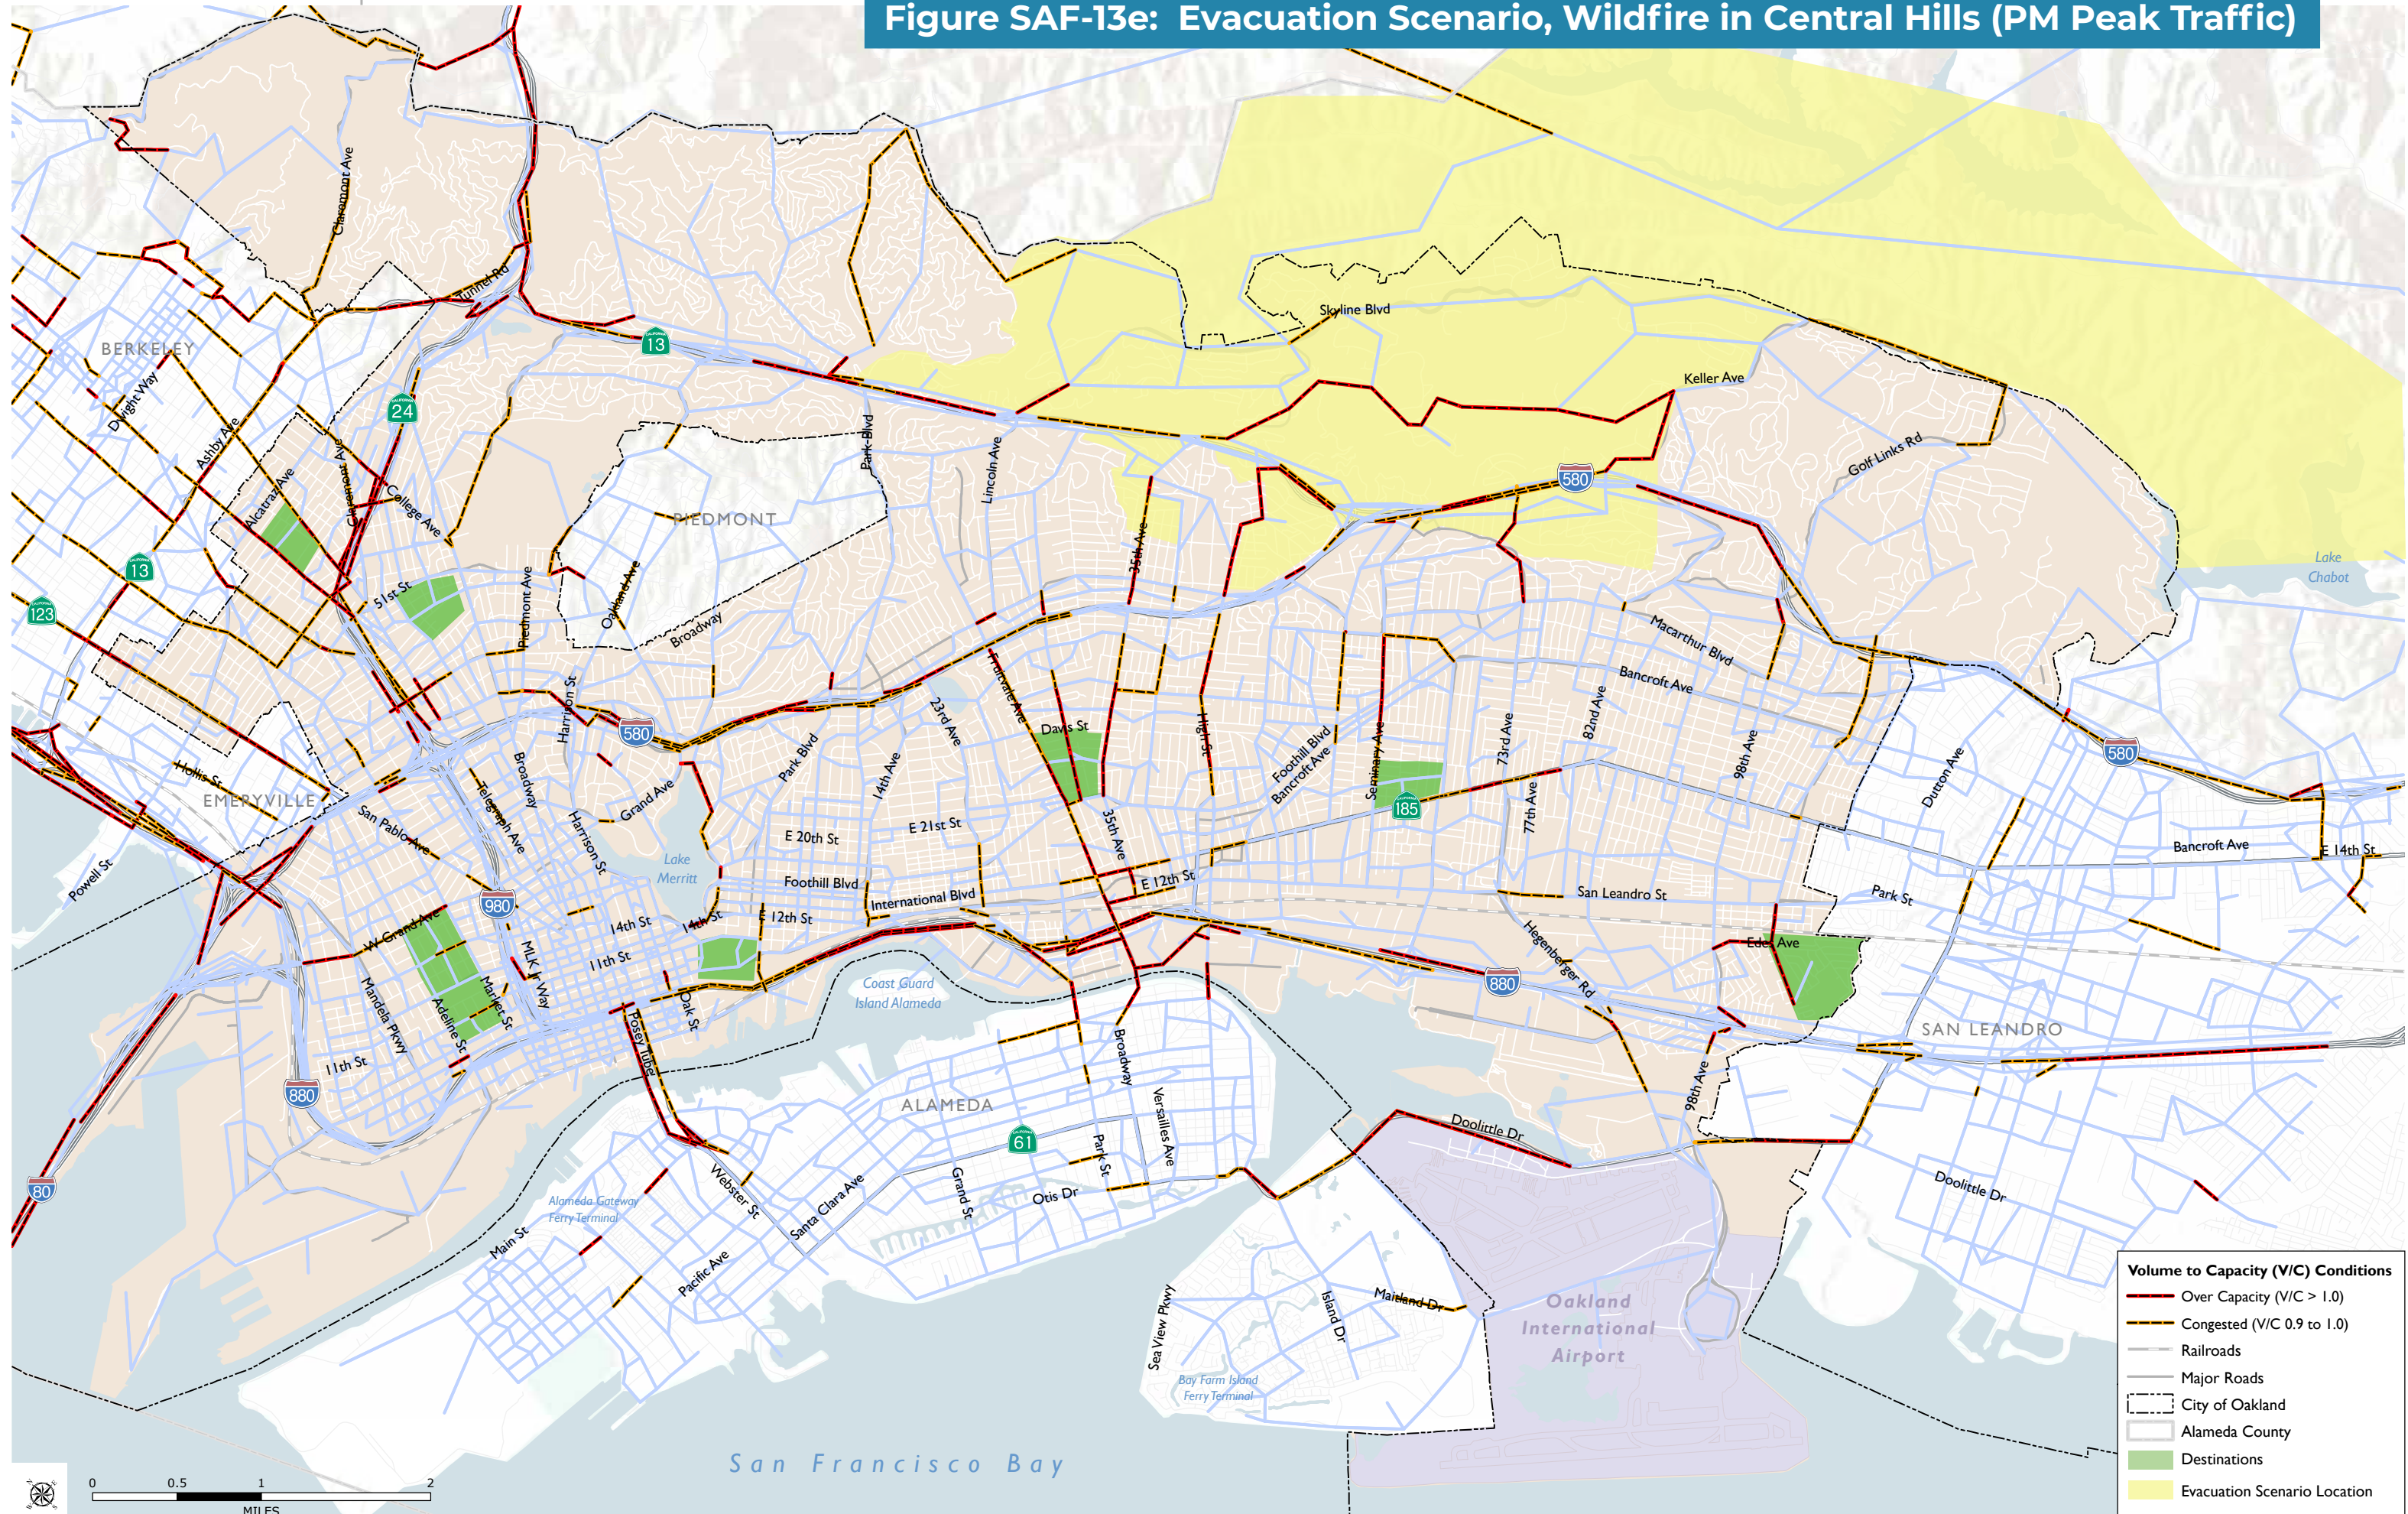 Figure SAF-13e: Evacuation Scenario, Wildfire in Central Hills (PM Peak Traffic)
Claremont Ave
Tunnel Rd
13
Skyline Blvd
BERKELEY
Keller Ave
Dwight Way
24
Ashby Ave
Park Blvd
Lincoln Ave
Golf Links Rd
Claremont Ave
College Ave
Alcatraz Ave
580
PIEDMONT
35th Ave
Lake
Chabot
13
123
51st St
Piedmont Ave
Oakland Ave
Broadway
Macarthur Blvd
Bancroft Ave
Fruitvale Ave
Harrison St
23rd Ave
580
Davis St
High St
Foothill Blvd
Bancroft Ave
Seminary Ave
73rd Ave
82nd Ave
98th Ave
580
Hollis St
EMERYVILLE
Broadway
Telegraph Ave
Park Blvd
14th Ave
Dutton Ave
185
77th Ave
Grand Ave
San Pablo Ave
Harrison St
E 20th St
E 21st St
35th Ave
Bancroft Ave
E 14th St
Powell St
Lake
Merritt
Foothill Blvd
International Blvd
E 12th St
San Leandro St
Park St
980
W Grand Ave
14th St
14th St
E 12th St
11th St
MLK Jr Way
Hegenberger Rd
Edes Ave
880
Coast Guard
Island Alameda
Mandela Pkwy
Adeline St
Market St
Oak St
Posey Tube
SAN LEANDRO
11th St
880
Broadway
98th Ave
ALAMEDA
Versailles Ave
61
Park St
Doolittle Dr
80
Webster St
Santa Clara Ave
Grand St
Otis Dr
Doolittle Dr
Alameda Gateway
Ferry Terminal
Main St
Pacific Ave
Sea View Pkwy
Island Dr
Maitland Dr
Oakland
International
Airport
Bay Farm Island
Ferry Terminal
San Francisco Bay
0 0.5 1 2
MILES
Volume to Capacity (V/C) Conditions
Over Capacity (V/C > 1.0)
Congested (V/C 0.9 to 1.0)
Railroads
Major Roads
City of Oakland
Alameda County
Destinations
Evacuation Scenario Location